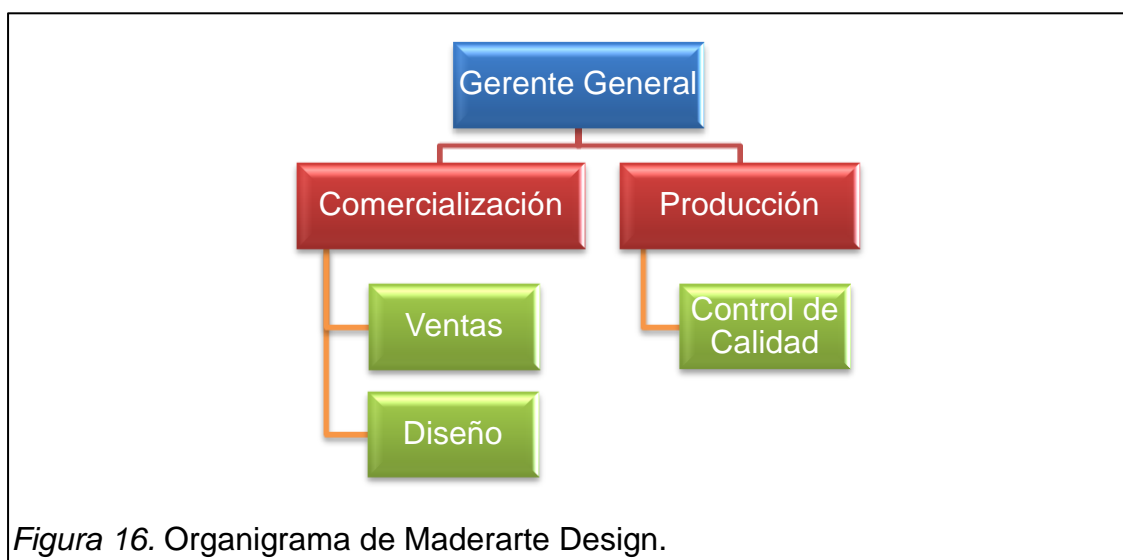 Gerente General
Comercialización
Producción
Ventas
Control de
Calidad
Diseño
Figura 16. Organigrama de Maderarte Design.